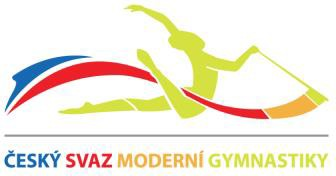 ČESKÝ SVAZ MODERNÍ GYMNASTIKY